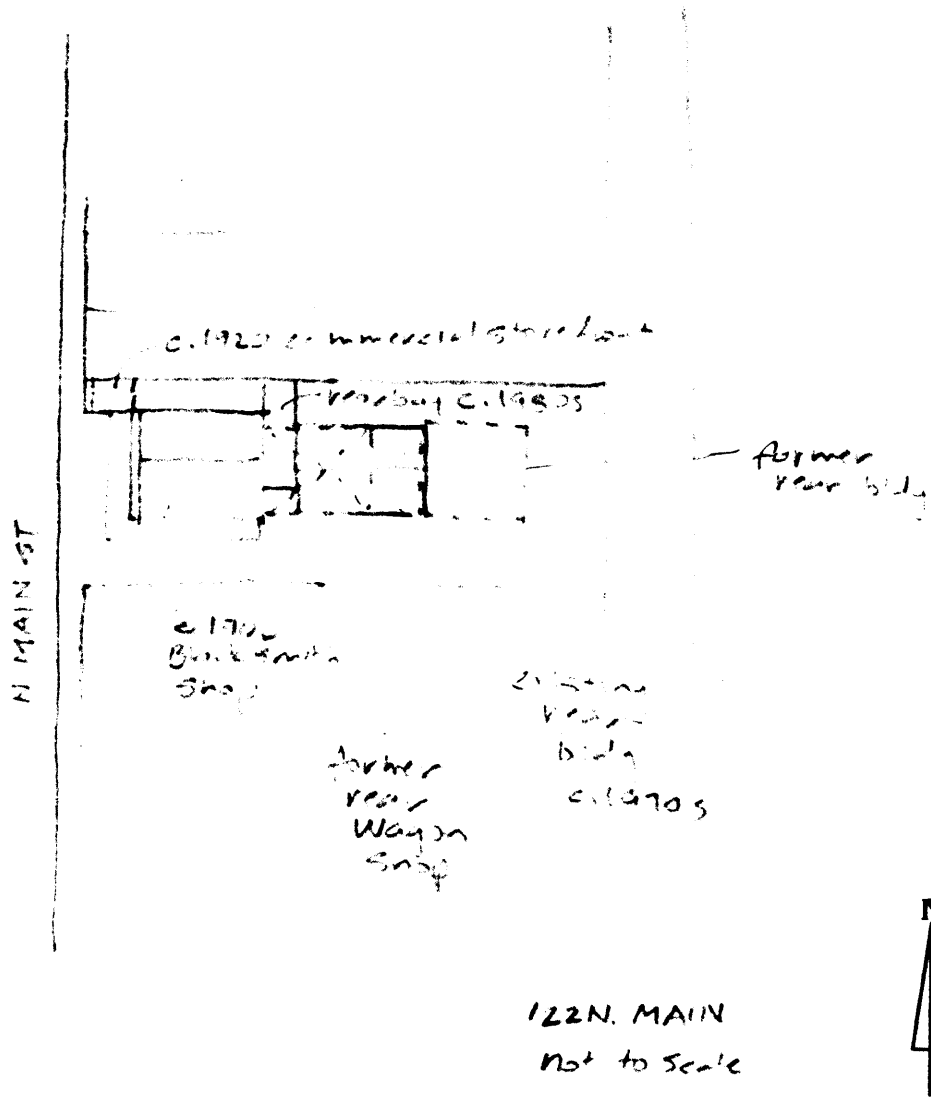 c.1920 commercial storefront
rear bay c.1980s
former
rear bldg
N MAIN ST
Blacksmith
Shop
existing
rear
bldg
c.1970s
former
rear
Wagon
Shop
N
122 N. MAIN
not to scale